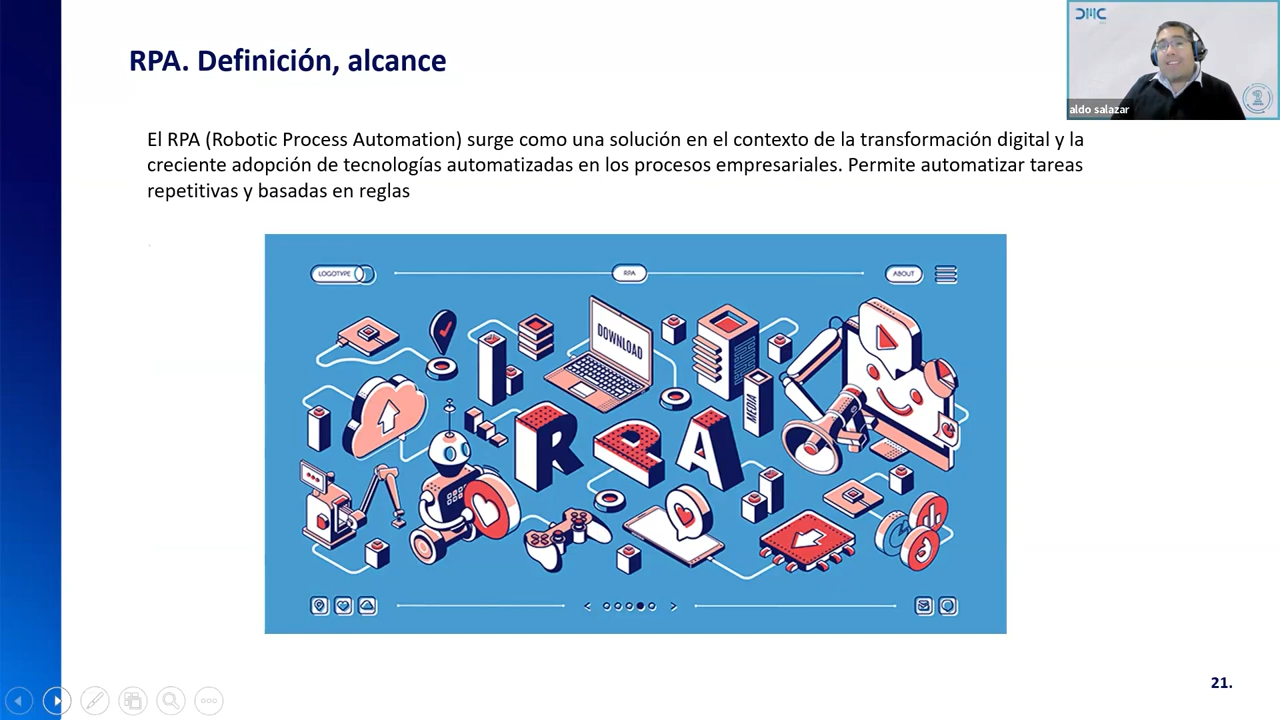 RPA. Definición, alcance
DMC
aldo salazar
El RPA (Robotic Process Automation) surge como una solución en el contexto de la transformación digital y la
creciente adopción de tecnologías automatizadas en los procesos empresariales. Permite automatizar tareas
repetitivas y basadas en reglas
LOGOTYPE
RPA
ABOUT
DOWNLOAD
MEDIA
RPA
21.